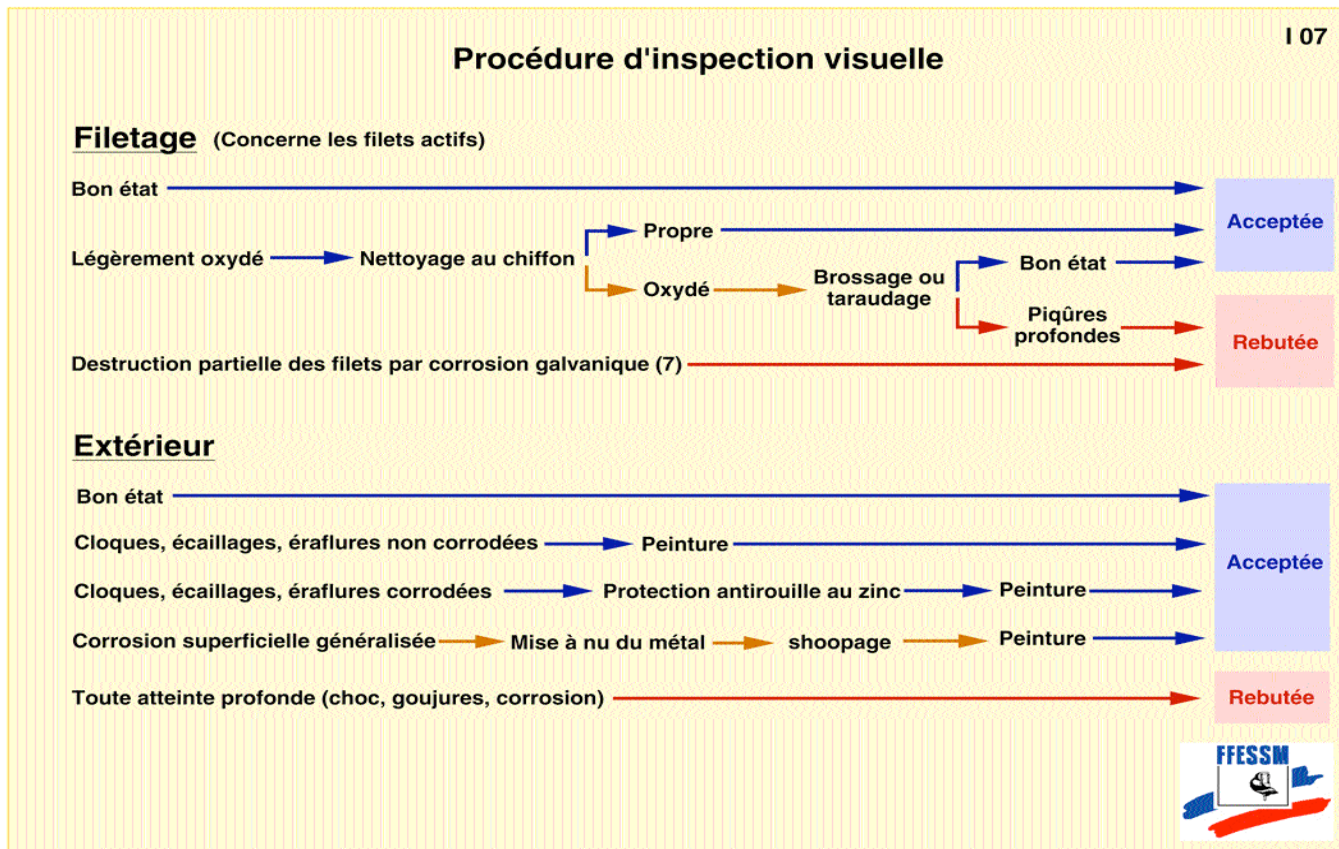 I 07
Procédure d'inspection visuelle
Filetage (Concerne les filets actifs)
Bon état
Acceptée
Propre
Légèrement oxydé
Nettoyage au chiffon
Bon état
Oxydé
Brossage ou
taraudage
Piqûres
profondes
Rebutée
Destruction partielle des filets par corrosion galvanique (7)
Extérieur
Bon état
Cloques, écaillages, éraflures non corrodées
Peinture
Acceptée
Cloques, écaillages, éraflures corrodées
Protection antirouille au zinc
Peinture
Corrosion superficielle généralisée
Mise à nu du métal
shoopage
Peinture
Toute atteinte profonde (choc, goujures, corrosion)
Rebutée
FFESSM